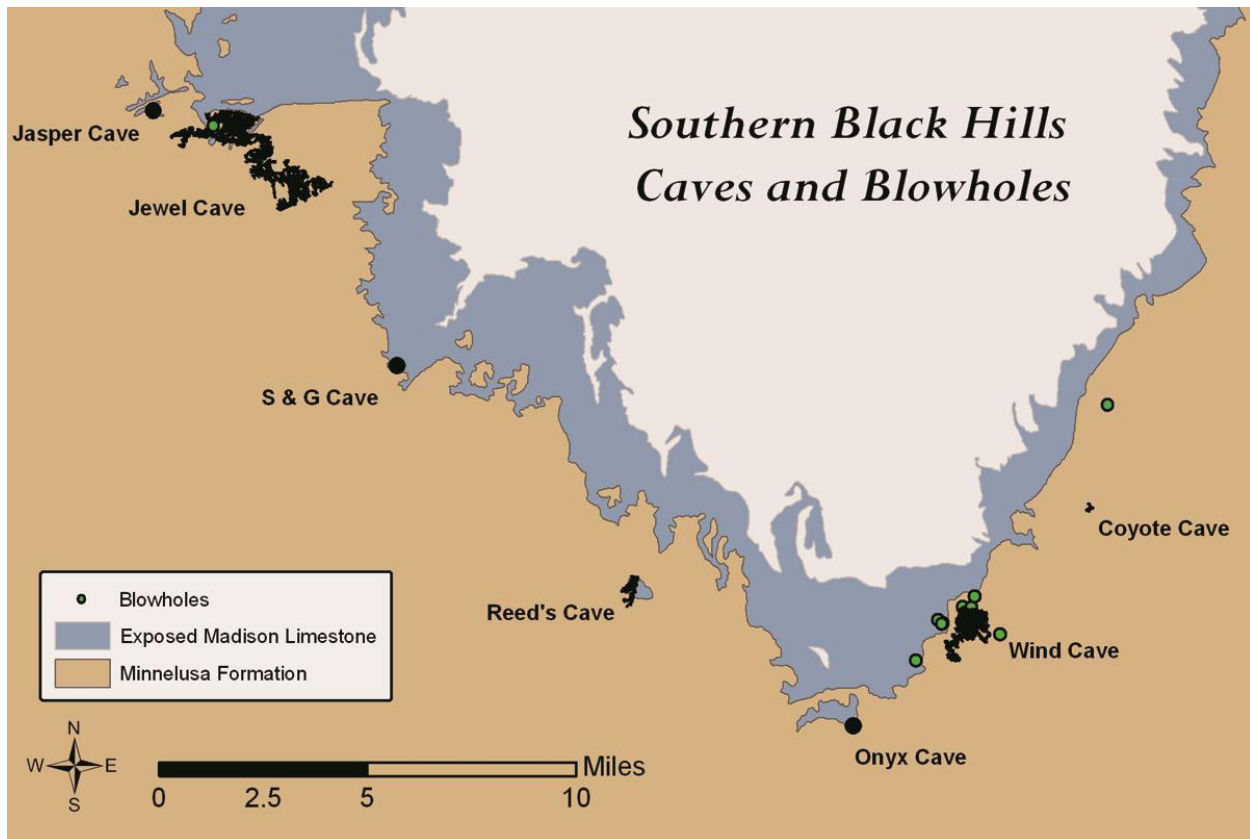 Southern Black Hills
Caves and Blowholes
Jasper Cave
Jewel Cave
S & G Cave
Coyote Cave
Reed's Cave
Wind Cave
Onyx Cave
Blowholes
Exposed Madison Limestone
Minnelusa Formation
N
W E
S
Miles
0 2.5 5 10